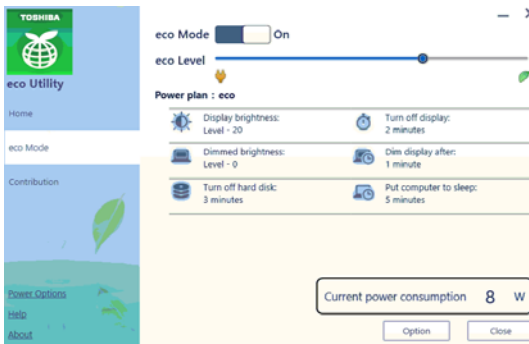 TOSHIBA
eco Utility
Home
eco Mode
Contribution
Power Options
Help
About
eco Mode On
eco Level
Power plan : eco
Display brightness:
Level - 20
Turn off display:
2 minutes
Dimmed brightness:
Level - 0
Dim display after:
1 minute
Turn off hard disk:
3 minutes
Put computer to sleep:
5 minutes
Current power consumption 8 W
Option
Close